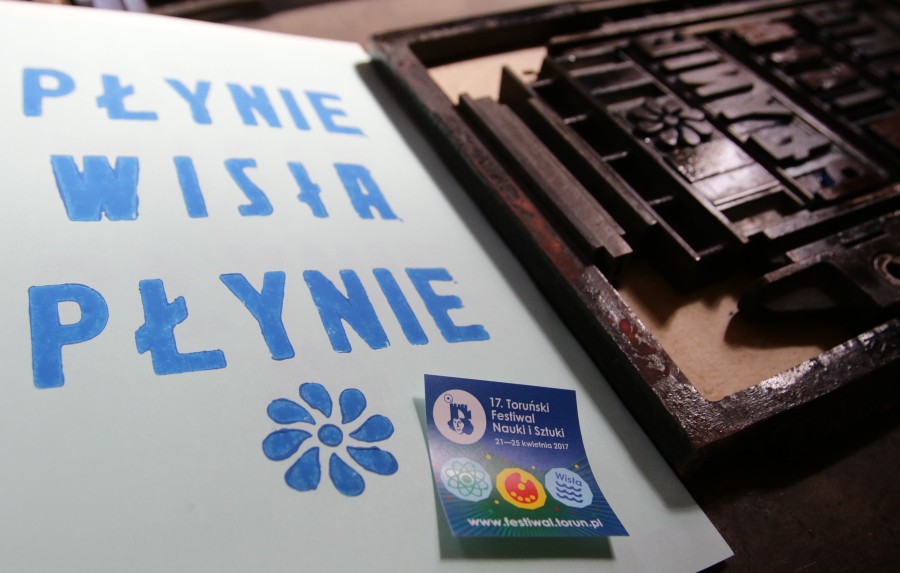 PŁYNIE
WISŁA
PŁYNIE
17. Toruński
Festiwal
Nauki i Sztuki
21—25 kwietnia 2017
Wisła
www.festiwal.torun.pl